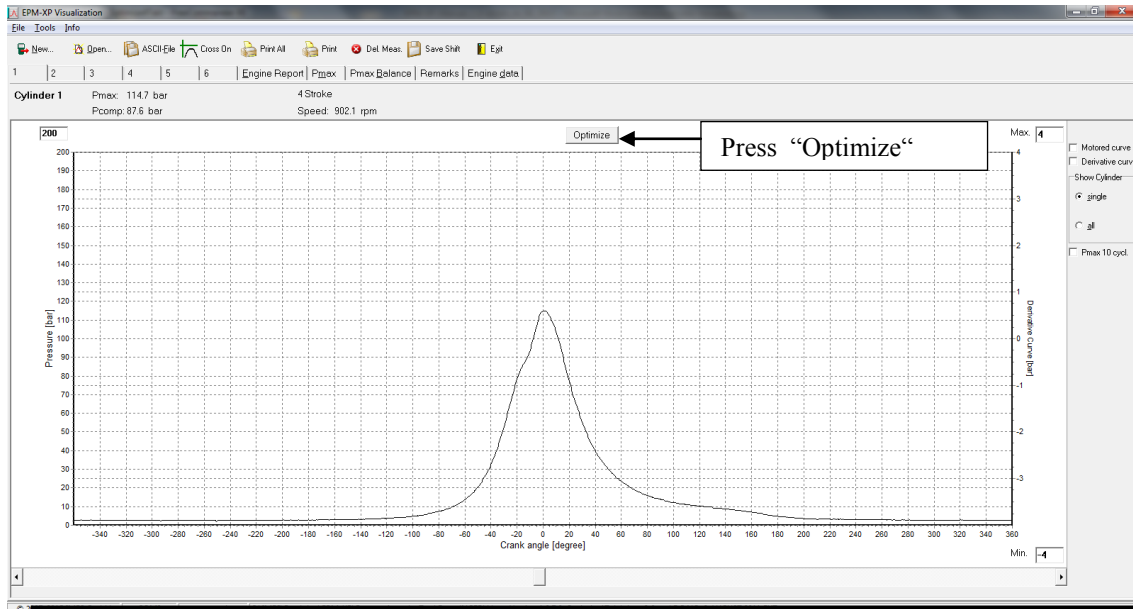 EPM-XP Visualization
File Tools Info
New... Open... ASCII-File Cross On Print All Print Del. Meas. Save Shift Exit
1 2 3 4 5 6 Engine Report Pmax Pmax Balance Remarks Engine data
Cylinder 1 Pmax: 114.7 bar 4 Stroke
Pcomp: 87.6 bar Speed: 902.1 rpm
200 Optimize Max. 4
Press “Optimize“
Motored curve
Derivative curv
Show Cylinder
single
all
Pmax 10 cycl.
200
190
180
170
160
150
140
130
120
110
100
90
80
70
60
50
40
30
20
10
0
Pressure [bar]
4
3
2
1
0
-1
-2
-3
Derivative Curve [bar]
-340 -320 -300 -280 -260 -240 -220 -200 -180 -160 -140 -120 -100 -80 -60 -40 -20 0 20 40 60 80 100 120 140 160 180 200 220 240 260 280 300 320 340 360
Crank angle [degree]
Min. -4